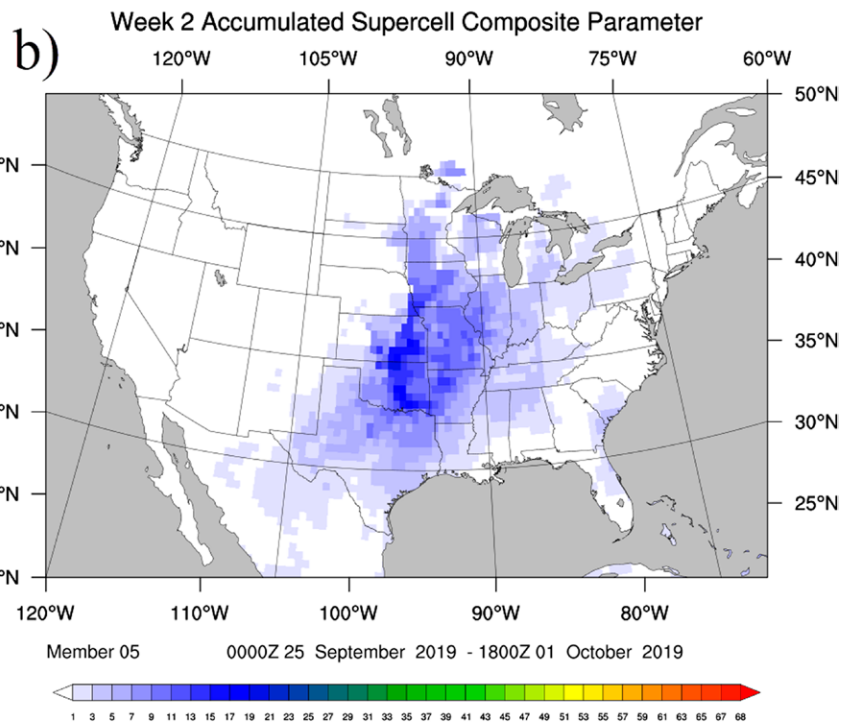 Week 2 Accumulated Supercell Composite Parameter
b)
120°W 105°W 90°W 75°W 60°W
50°N
°N 45°N
°N 40°N
°N 35°N
°N 30°N
°N 25°N
°N
120°W 110°W 100°W 90°W 80°W
Member 05 0000Z 25 September 2019 - 1800Z 01 October 2019
1 3 5 7 9 11 13 15 17 19 21 23 25 27 29 31 33 35 37 39 41 43 45 47 49 51 53 55 57 59 61 63 65 67 68